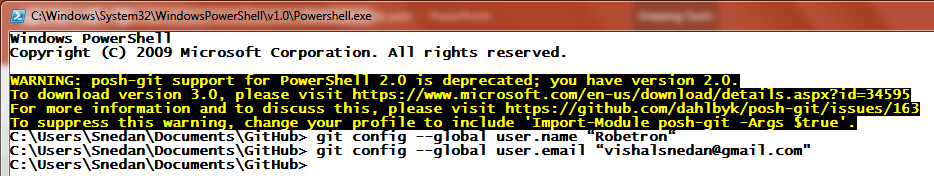 C:\Windows\System32\WindowsPowerShell\v1.0\Powershell.exe
Windows PowerShell
Copyright (C) 2009 Microsoft Corporation. All rights reserved.
WARNING: posh-git support for PowerShell 2.0 is deprecated; you have version 2.0.
To download version 3.0, please visit https://www.microsoft.com/en-us/download/details.aspx?id=34595
For more information and to discuss this, please visit https://github.com/dahlbyk/posh-git/issues/163
To suppress this warning, change your profile to include 'Import-Module posh-git -Args $true'.
C:\Users\Snedan\Documents\GitHub> git config --global user.name “Robetron“
C:\Users\Snedan\Documents\GitHub> git config --global user.email “vishalsnedan@gmail.com"
C:\Users\Snedan\Documents\GitHub>